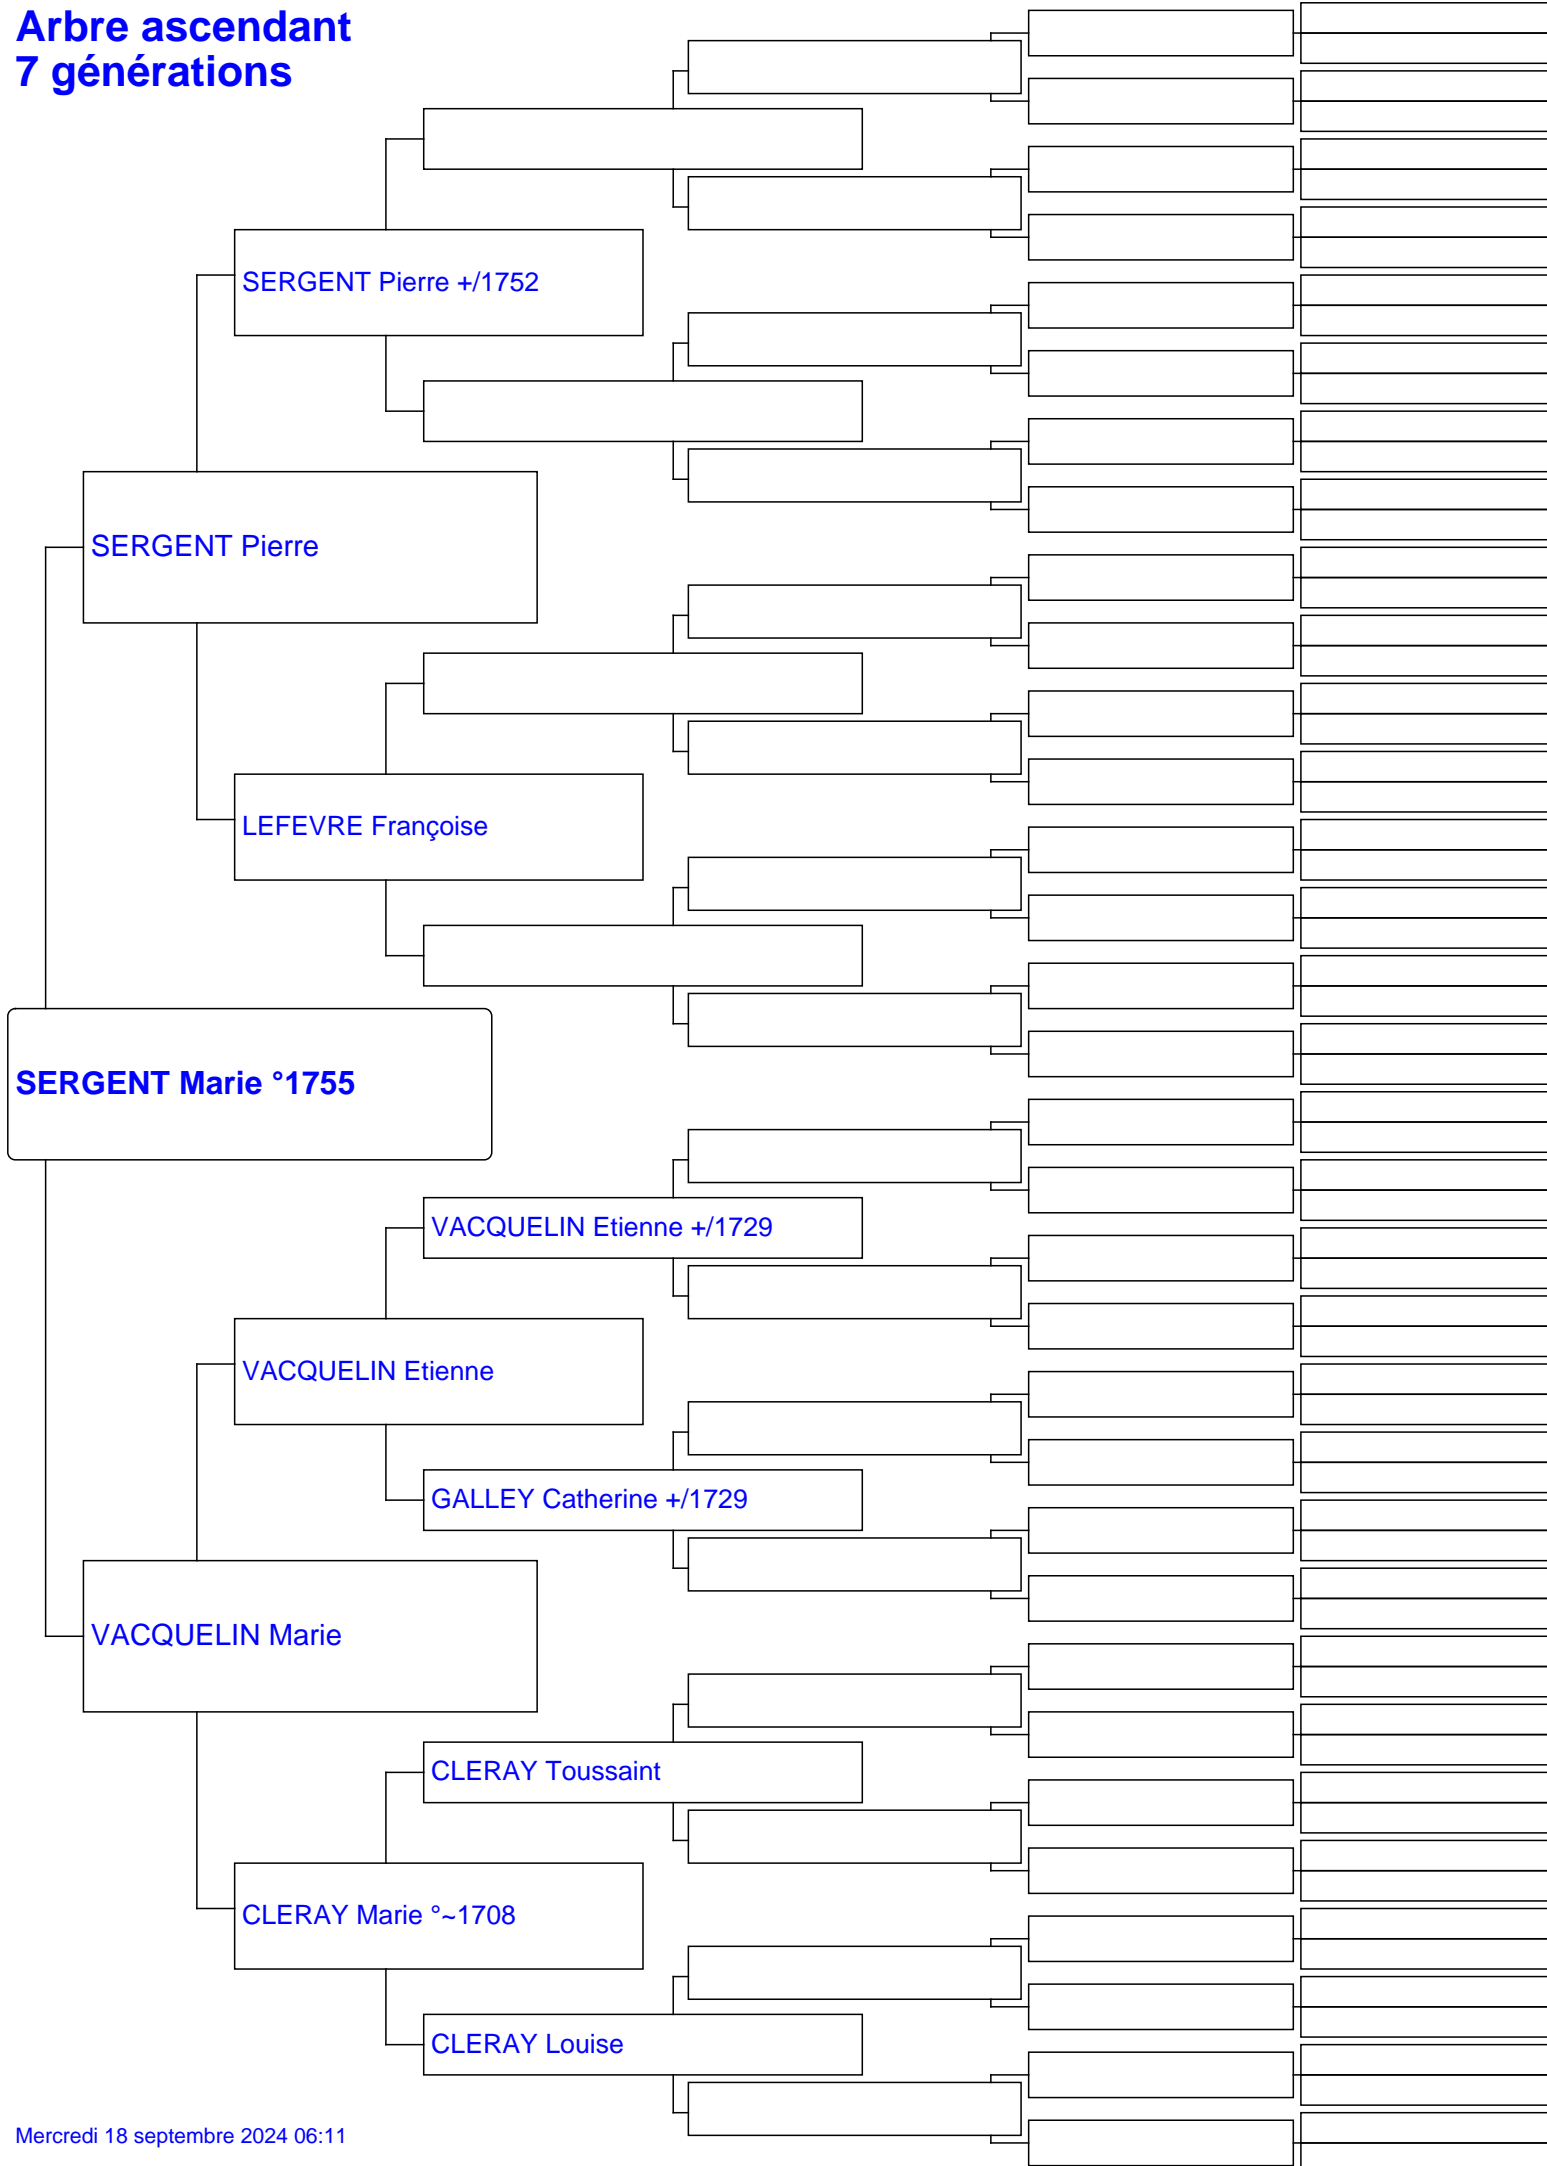 Arbre ascendant
7 générations
SERGENT Pierre +/1752
SERGENT Pierre
LEFEVRE Françoise
SERGENT Marie °1755
VACQUELIN Etienne +/1729
VACQUELIN Etienne
GALLEY Catherine +/1729
VACQUELIN Marie
CLERAY Toussaint
CLERAY Marie °~1708
CLERAY Louise
Mercredi 18 septembre 2024 06:11